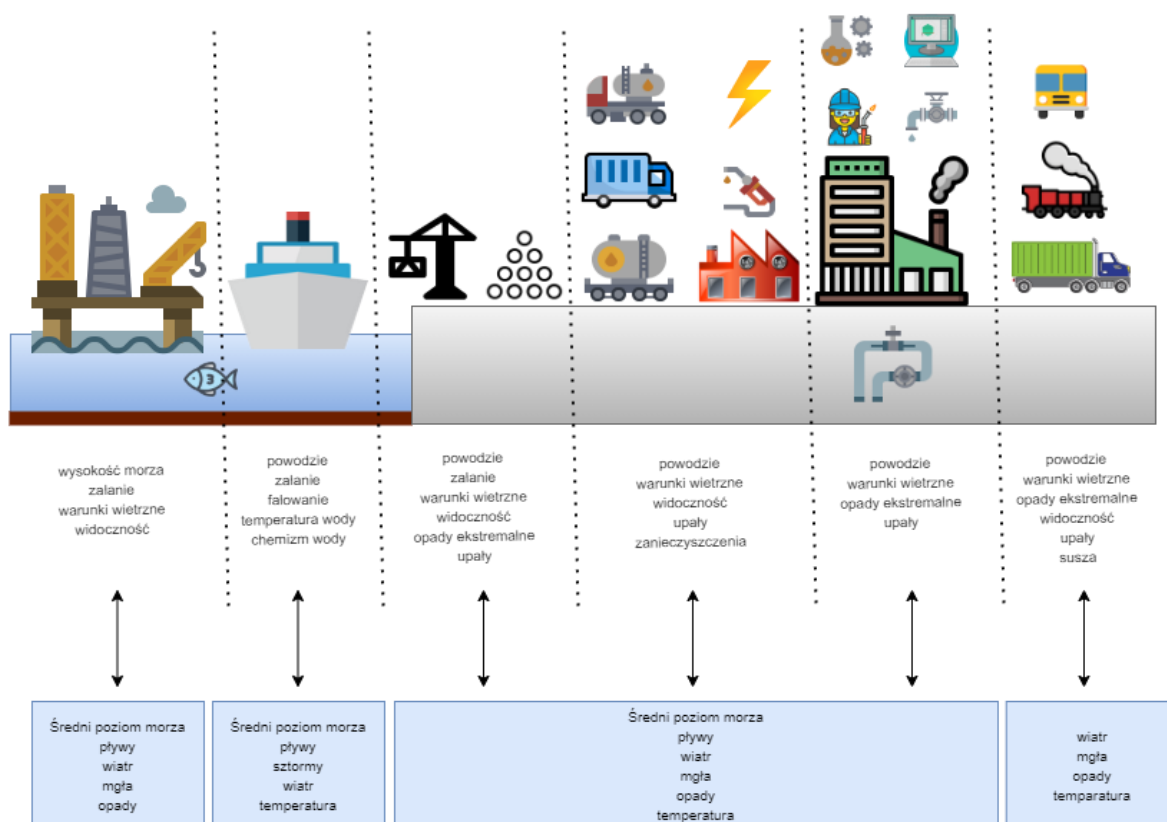 3
wysokość morza
zalanie
warunki wietrzne
widoczność
powodzie
zalanie
falowanie
temperatura wody
chemizm wody
powodzie
zalanie
warunki wietrzne
widoczność
opady ekstremalne
upały
powodzie
warunki wietrzne
widoczność
upały
zanieczyszczenia
powodzie
warunki wietrzne
opady ekstremalne
upały
powodzie
warunki wietrzne
opady ekstremalne
widoczność
upały
susza
Średni poziom morza
pływy
wiatr
mgła
opady
Średni poziom morza
pływy
sztormy
wiatr
temperatura
Średni poziom morza
pływy
wiatr
mgła
opady
temperatura
wiatr
mgła
opady
temparatura